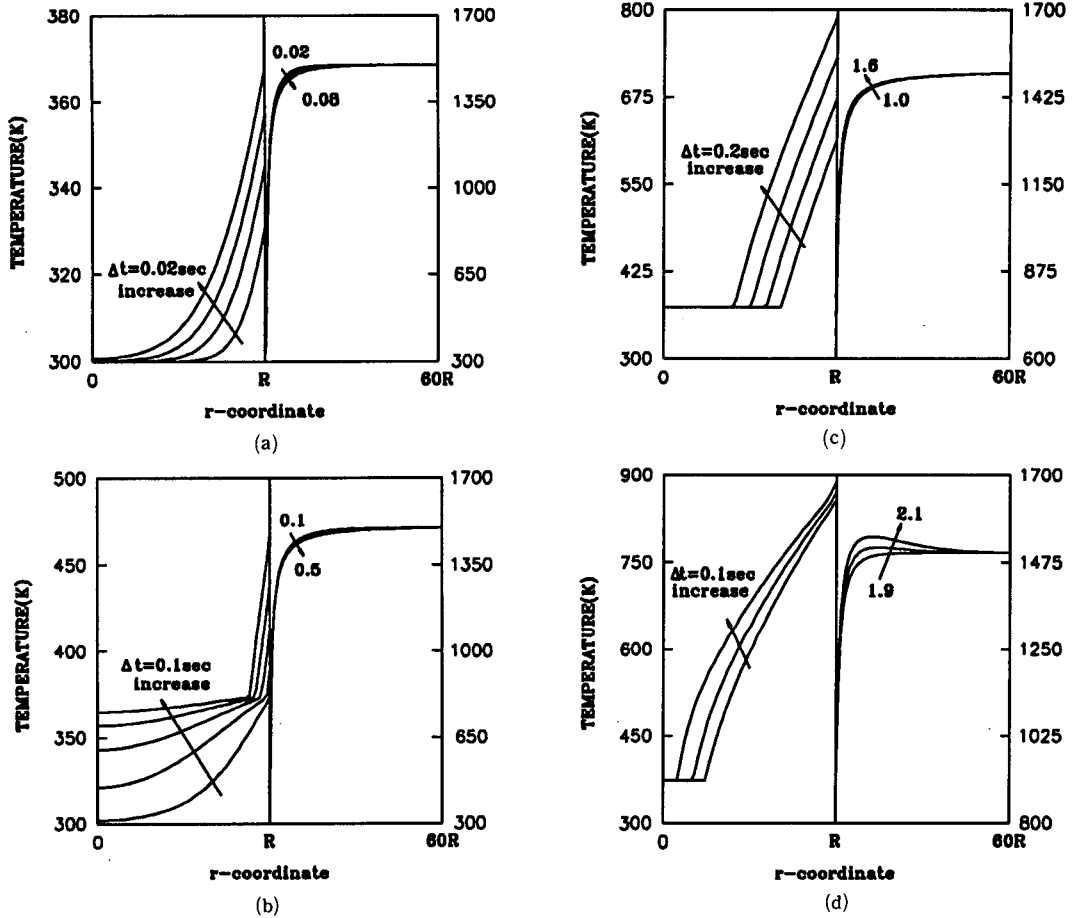 380
360
340
320
300
TEMPERATURE(K)
1700
1350
1000
650
300
0.02
0.08
Δt=0.02sec
increase
0
R
60R
r-coordinate
(a)
800
675
550
425
300
TEMPERATURE(K)
1700
1425
1150
875
600
1.6
1.0
Δt=0.2sec
increase
0
R
60R
r-coordinate
(c)
500
450
400
350
300
TEMPERATURE(K)
1700
1350
1000
650
300
0.1
0.5
Δt=0.1sec
increase
0
R
60R
r-coordinate
(b)
900
750
600
450
300
TEMPERATURE(K)
1700
1475
1250
1025
800
2.1
1.9
Δt=0.1sec
increase
0
R
60R
r-coordinate
(d)